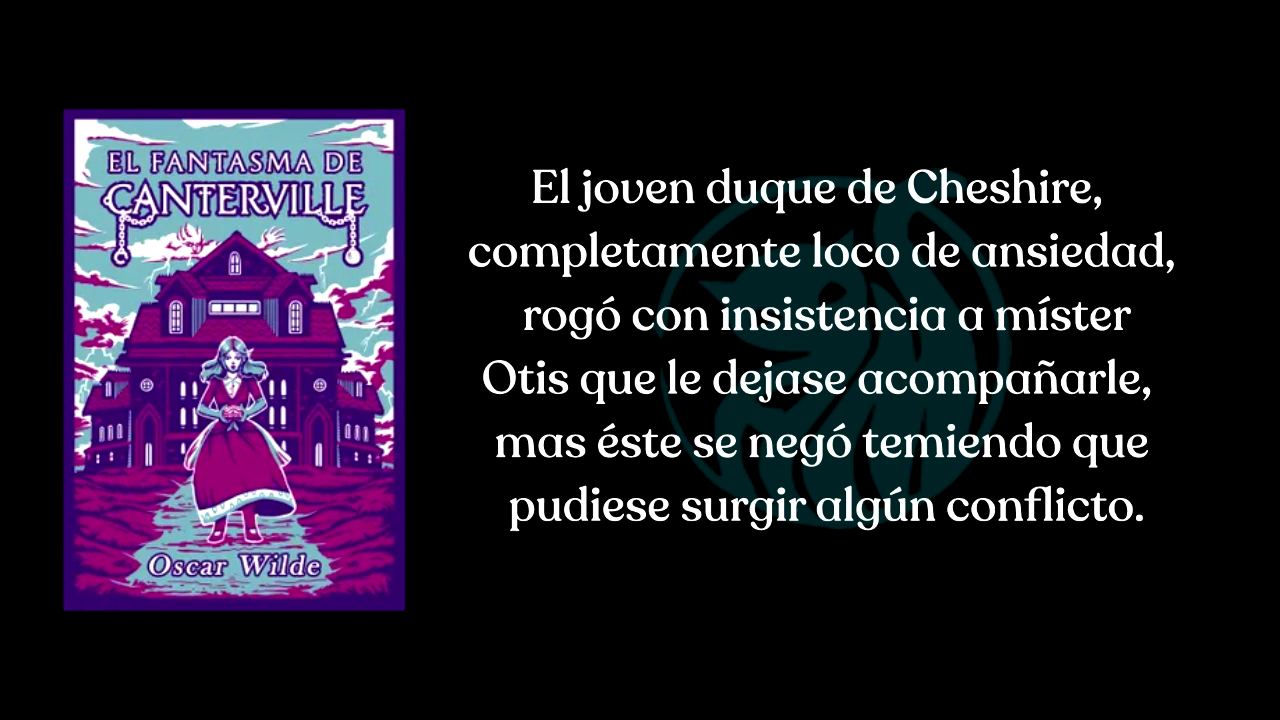 EL FANTASMA DE
CANTERVILLE
Oscar Wilde
El joven duque de Cheshire,
completamente loco de ansiedad,
rogó con insistencia a míster
Otis que le dejase acompañarle,
mas éste se negó temiendo que
pudiese surgir algún conflicto.